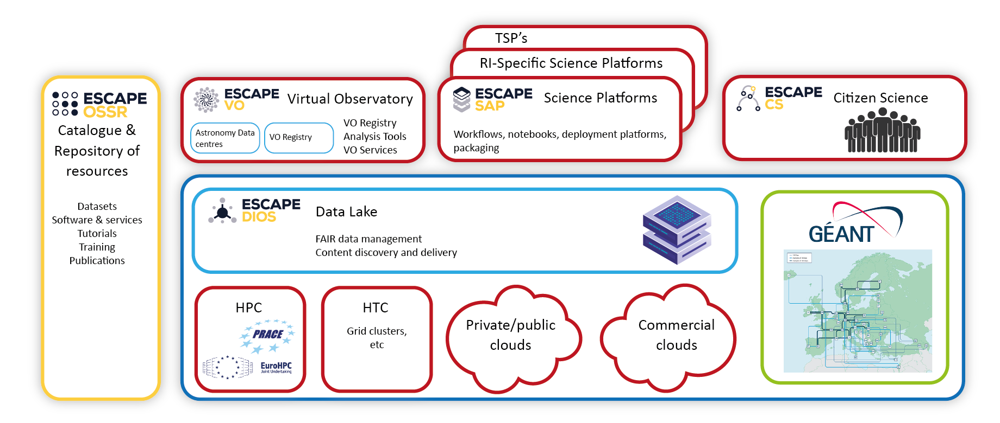 TSP's
RI-Specific Science Platforms
ESCAPE
OSSR
Catalogue &
Repository of
resources
Datasets
Software & services
Tutorials
Training
Publications
ESCAPE
VO
Virtual Observatory
Astronomy Data
centres
VO Registry
VO Registry
Analysis Tools
VO Services
ESCAPE
SAP
Science Platforms
Workflows, notebooks, deployment platforms,
packaging
ESCAPE
CS
Citizen Science
ESCAPE
DIOS
Data Lake
FAIR data management
Content discovery and delivery
GÉANT
HPC
PRACE
EuroHPC
Joint Undertaking
HTC
Grid clusters,
etc
Private/public
clouds
Commercial
clouds